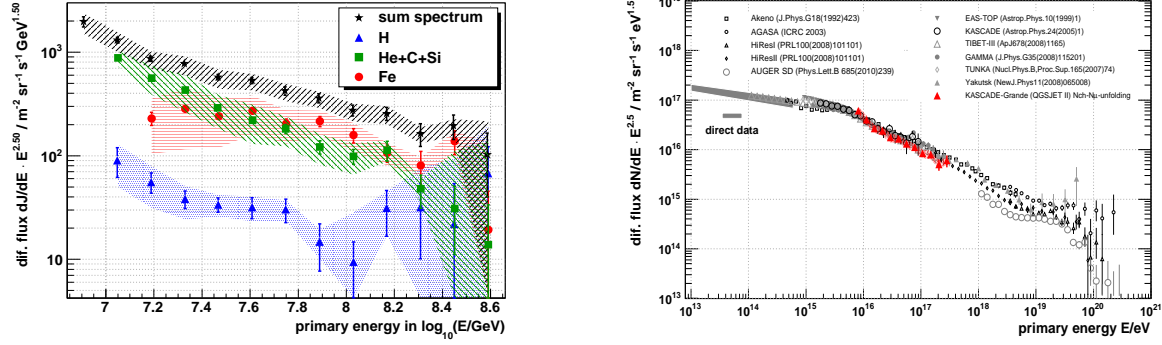 dif. flux dJ/dE · E^2.50 / m^-2 sr^-1 s^-1 GeV^1.50
10^3
10^2
10
sum spectrum
H
He+C+Si
Fe
7 7.2 7.4 7.6 7.8 8 8.2 8.4 8.6
primary energy in log_10(E/GeV)
dif. flux dN/dE · E^2.5 / m^-2 sr^-1 s^-1 eV^1.5
10^18
10^17
10^16
10^15
10^14
10^13
Akeno (J.Phys.G18(1992)423)
AGASA (ICRC 2003)
HiResI (PRL100(2008)101101)
HiResII (PRL100(2008)101101)
AUGER SD (Phys.Lett.B 685(2010)239)
EAS-TOP (Astrop.Phys.10(1999)1)
KASCADE (Astrop.Phys.24(2005)1)
TIBET-III (ApJ678(2008)1165)
GAMMA (J.Phys.G35(2008)115201)
TUNKA (Nucl.Phys.B,Proc.Sup.165(2007)74)
Yakutsk (NewJ.Phys11(2008)065008)
KASCADE-Grande (QGSJET II) Nch-Nμ-unfolding
direct data
10^13 10^14 10^15 10^16 10^17 10^18 10^19 10^20 10^21
primary energy E/eV